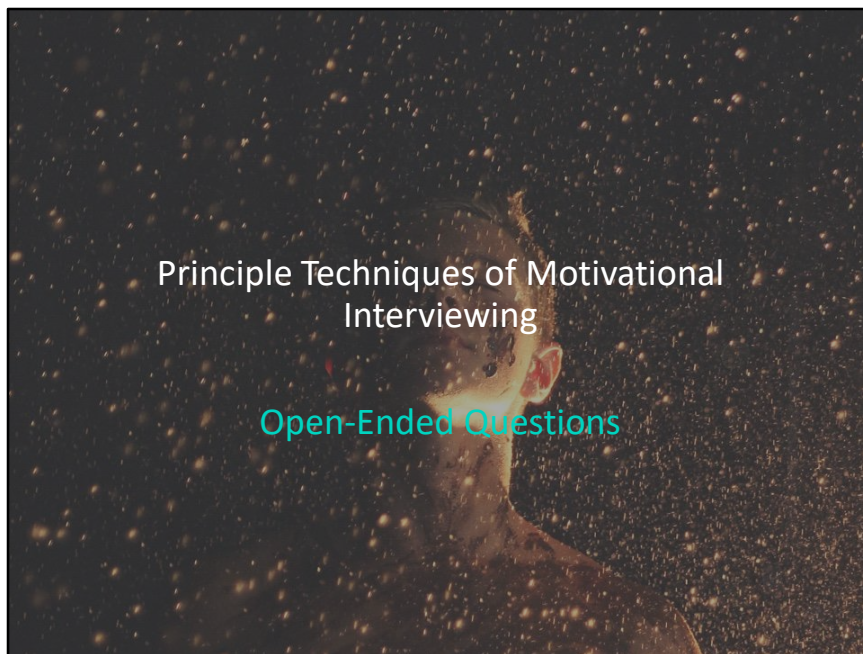 Principle Techniques of Motivational
Interviewing
Open-Ended Questions